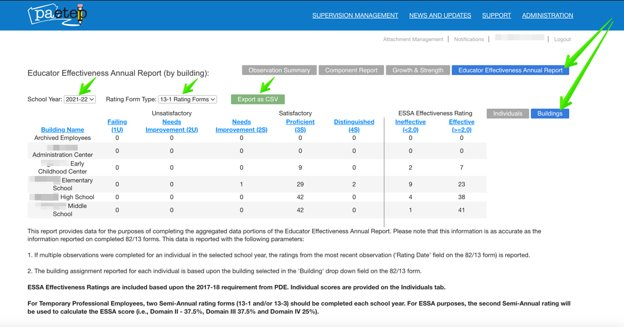 paetep
SUPERVISION MANAGEMENT NEWS AND UPDATES SUPPORT ADMINISTRATION
Attachment Management | Notifications | | Logout
Educator Effectiveness Annual Report (by building):
Observation Summary Component Report Growth & Strength Educator Effectiveness Annual Report
School Year: 2021-22 Rating Form Type: 13-1 Rating Forms Export as CSV
Individuals Buildings
Unsatisfactory Satisfactory ESSA Effectiveness Rating
Building Name Failing (1U) Needs Improvement (2U) Needs Improvement (2S) Proficient (3S) Distinguished (4S) Ineffective (<2.0) Effective (>=2.0)
Archived Employees 0 0 0 0 0 0 0
Administration Center 0 0 0 0 0 0 0
Early Childhood Center 0 0 0 9 0 2 7
Elementary School 0 0 1 29 2 9 23
High School 0 0 0 42 0 4 38
Middle School 0 0 0 42 0 1 41
This report provides data for the purposes of completing the aggregated data portions of the Educator Effectiveness Annual Report. Please note that this information is as accurate as the
information reported on completed 82/13 forms. This data is reported with the following parameters:
1. If multiple observations were completed for an individual in the selected school year, the ratings from the most recent observation ('Rating Date' field on the 82/13 form) is reported.
2. The building assignment reported for each individual is based upon the building selected in the 'Building' drop down field on the 82/13 form.
ESSA Effectiveness Ratings are included based upon the 2017-18 requirement from PDE. Individual scores are provided on the Individuals tab.
For Temporary Professional Employees, two Semi-Annual rating forms (13-1 and/or 13-3) should be completed each school year. For ESSA purposes, the second Semi-Annual rating will
be used to calculate the ESSA score (i.e., Domain II - 37.5%, Domain III 37.5% and Domain IV 25%).